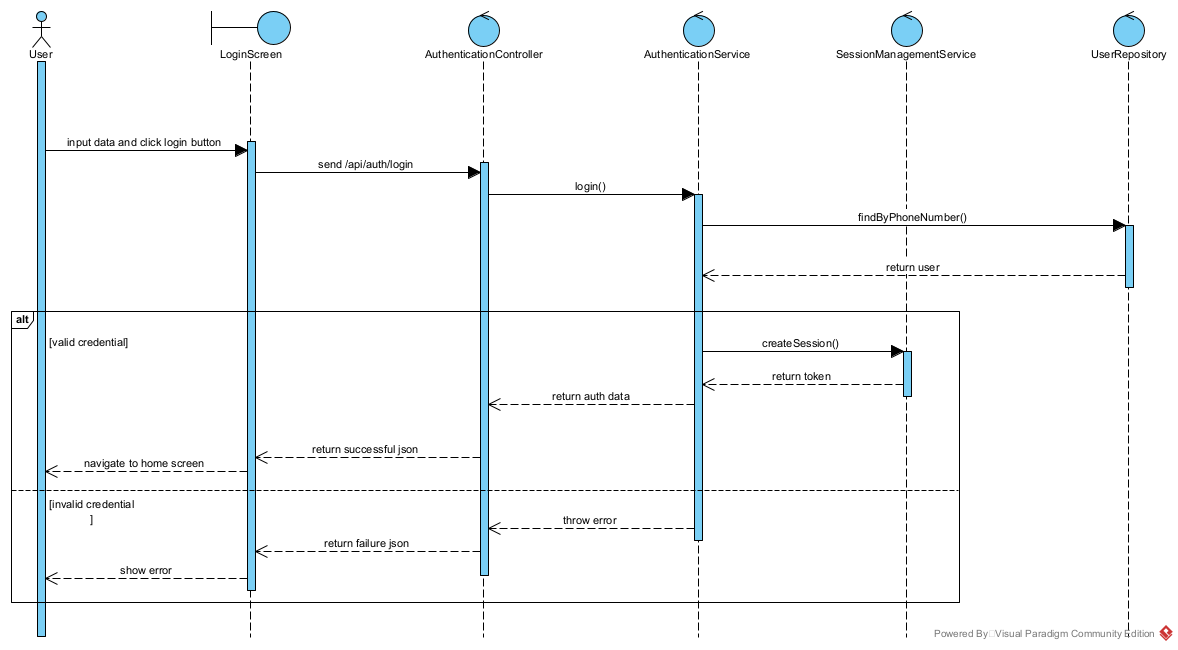 User
LoginScreen
AuthenticationController
AuthenticationService
SessionManagementService
UserRepository
input data and click login button
send /api/auth/login
login()
findByPhoneNumber()
return user
alt
[valid credential]
createSession()
return token
return auth data
return successful json
navigate to home screen
[invalid credential
]
throw error
return failure json
show error
Powered By Visual Paradigm Community Edition